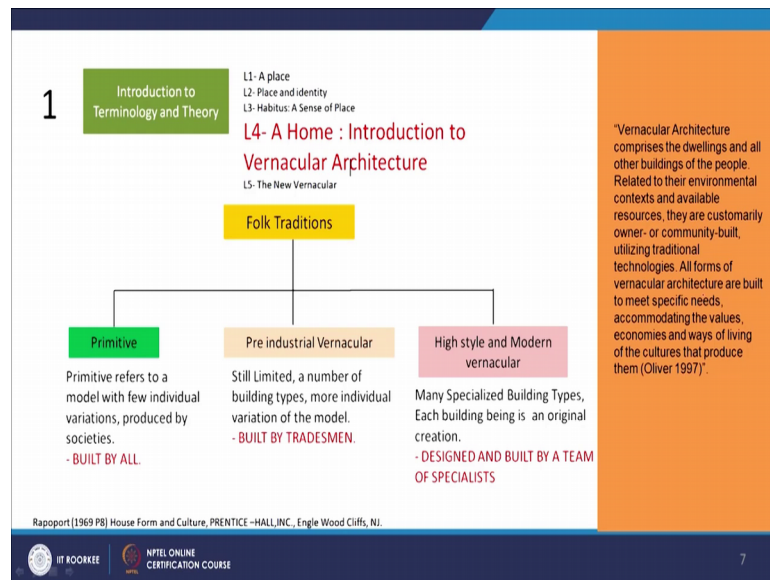 1
Introduction to
Terminology and Theory
L1- A place
L2- Place and identity
L3- Habitus: A Sense of Place
L4- A Home : Introduction to
Vernacular Architecture
L5- The New Vernacular
Folk Traditions
Primitive
Primitive refers to a
model with few individual
variations, produced by
societies.
- BUILT BY ALL.
Pre industrial Vernacular
Still Limited, a number of
building types, more individual
variation of the model.
- BUILT BY TRADESMEN.
High style and Modern
vernacular
Many Specialized Building Types,
Each building being is an original
creation.
- DESIGNED AND BUILT BY A TEAM
OF SPECIALISTS
"Vernacular Architecture
comprises the dwellings and all
other buildings of the people.
Related to their environmental
contexts and available
resources, they are customarily
owner- or community-built,
utilizing traditional
technologies. All forms of
vernacular architecture are built
to meet specific needs,
accommodating the values,
economies and ways of living
of the cultures that produce
them (Oliver 1997)".
Rapoport (1969 P8) House Form and Culture, PRENTICE –HALL,INC., Engle Wood Cliffs, NJ.
IIT ROORKEE
NPTEL ONLINE
CERTIFICATION COURSE
7